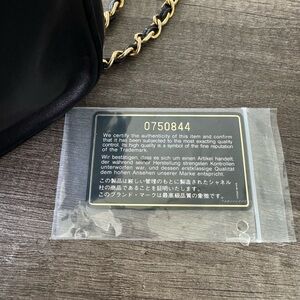 0750844
We certify the authenticity of this item and confirm
that it has been subjected to the most exacting quality
control. Its high quality is a symbol of the fine reputation
of the Trademark.
Wir bestätigen, dass es sich um einen Artikel handelt
der während seiner Herstellung strengsten Kontrollen
unterworfen wurde, und dessen erstklassige Qualität
dem hohen Ansehen unserer Marke entspricht.
この製品は厳しい管理のもとに製造されたシャネル
社の商品であることを証明いたします。
このブランド・マークは最高級品質の象徴です。